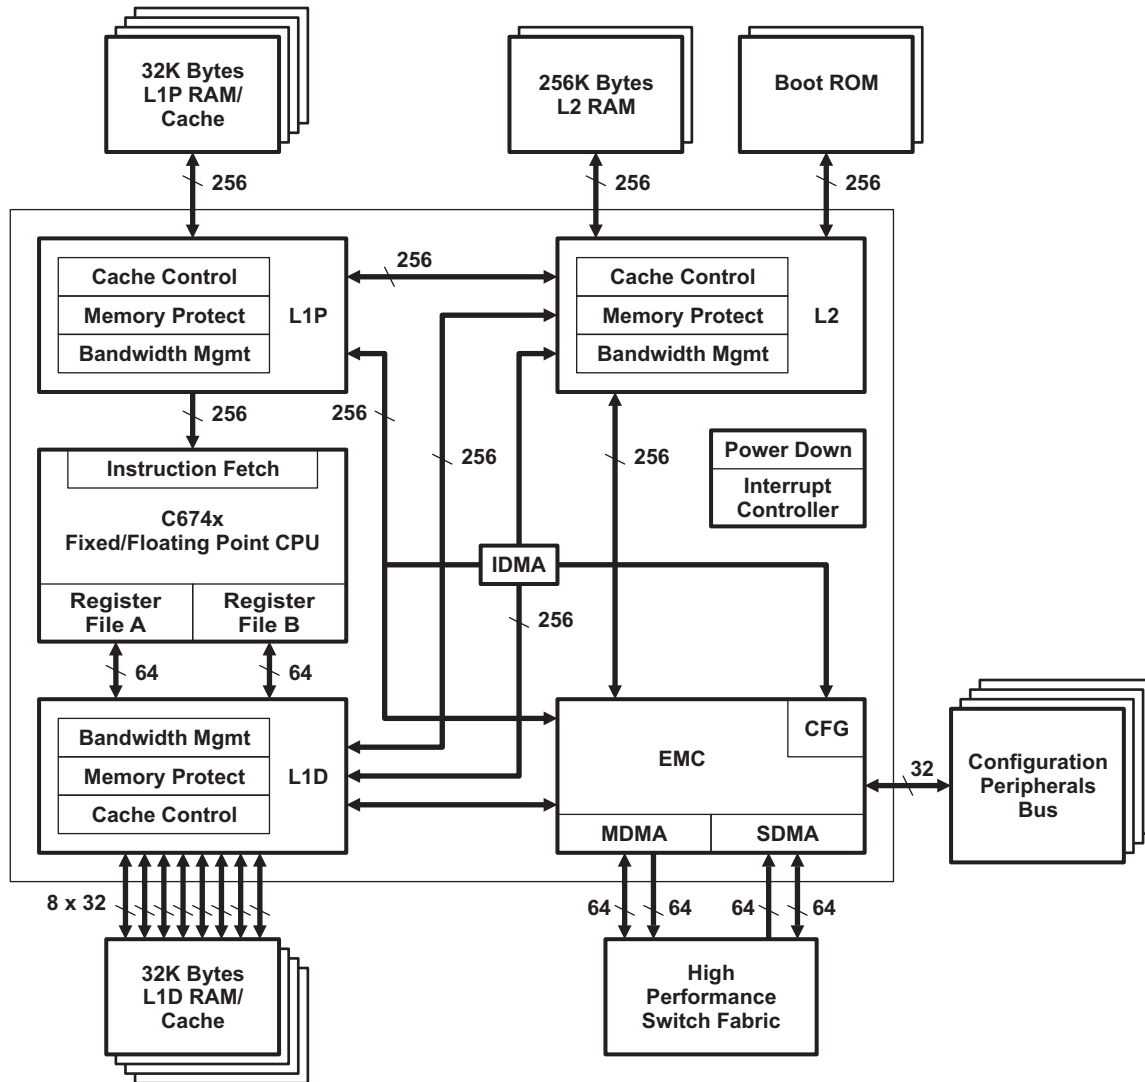 32K Bytes
L1P RAM/
Cache
256K Bytes
L2 RAM
Boot ROM
256
256
256
Cache Control
Memory Protect
Bandwidth Mgmt
L1P
256
Cache Control
Memory Protect
Bandwidth Mgmt
L2
256
256
256
256
Instruction Fetch
C674x
Fixed/Floating Point CPU
Register
File A
Register
File B
Power Down
Interrupt
Controller
IDMA
256
64
64
Bandwidth Mgmt
Memory Protect
Cache Control
L1D
CFG
EMC
MDMA
SDMA
32
Configuration
Peripherals
Bus
8 x 32
64
64
64
64
32K Bytes
L1D RAM/
Cache
High
Performance
Switch Fabric